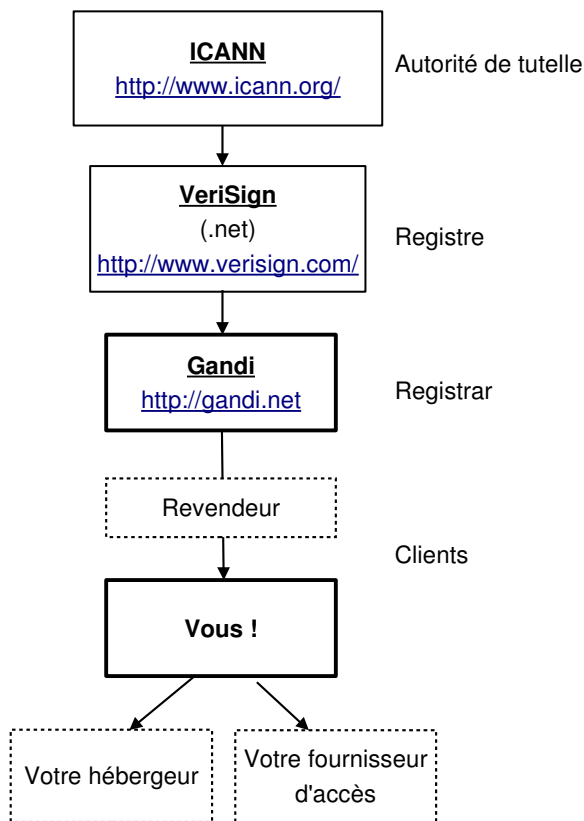 ICANN
http://www.icann.org/
Autorité de tutelle
VeriSign
(.net)
http://www.verisign.com/
Registre
Gandi
http://gandi.net
Registrar
Revendeur
Clients
Vous !
Votre hébergeur
Votre fournisseur
d'accès